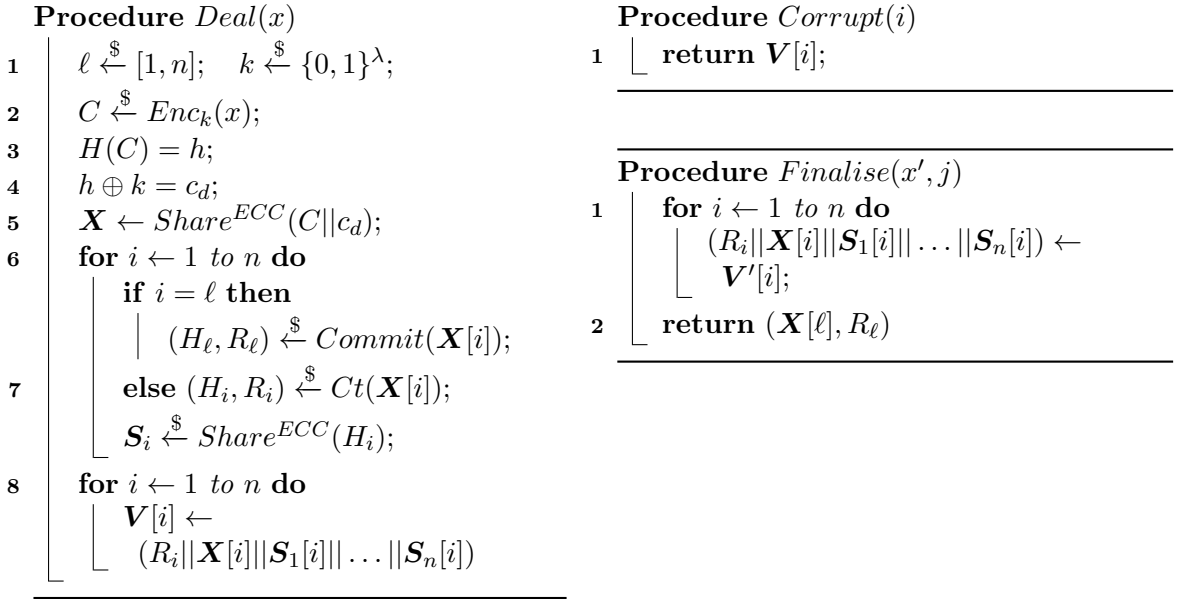 Procedure Deal(x)
1 ℓ ←$ [1, n]; k ←$ {0, 1}^λ;
2 C ←$ Enc_k(x);
3 H(C) = h;
4 h ⊕ k = c_d;
5 X ← Share^ECC(C||c_d);
6 for i ← 1 to n do
if i = ℓ then
(H_ℓ, R_ℓ) ←$ Commit(X[i]);
7 else (H_i, R_i) ←$ Ct(X[i]);
S_i ←$ Share^ECC(H_i);
8 for i ← 1 to n do
V[i] ←
(R_i||X[i]||S_1[i]|| . . . ||S_n[i])
Procedure Corrupt(i)
1 return V[i];
Procedure Finalise(x′, j)
1 for i ← 1 to n do
(R_i||X[i]||S_1[i]|| . . . ||S_n[i]) ←
V′[i];
2 return (X[ℓ], R_ℓ)